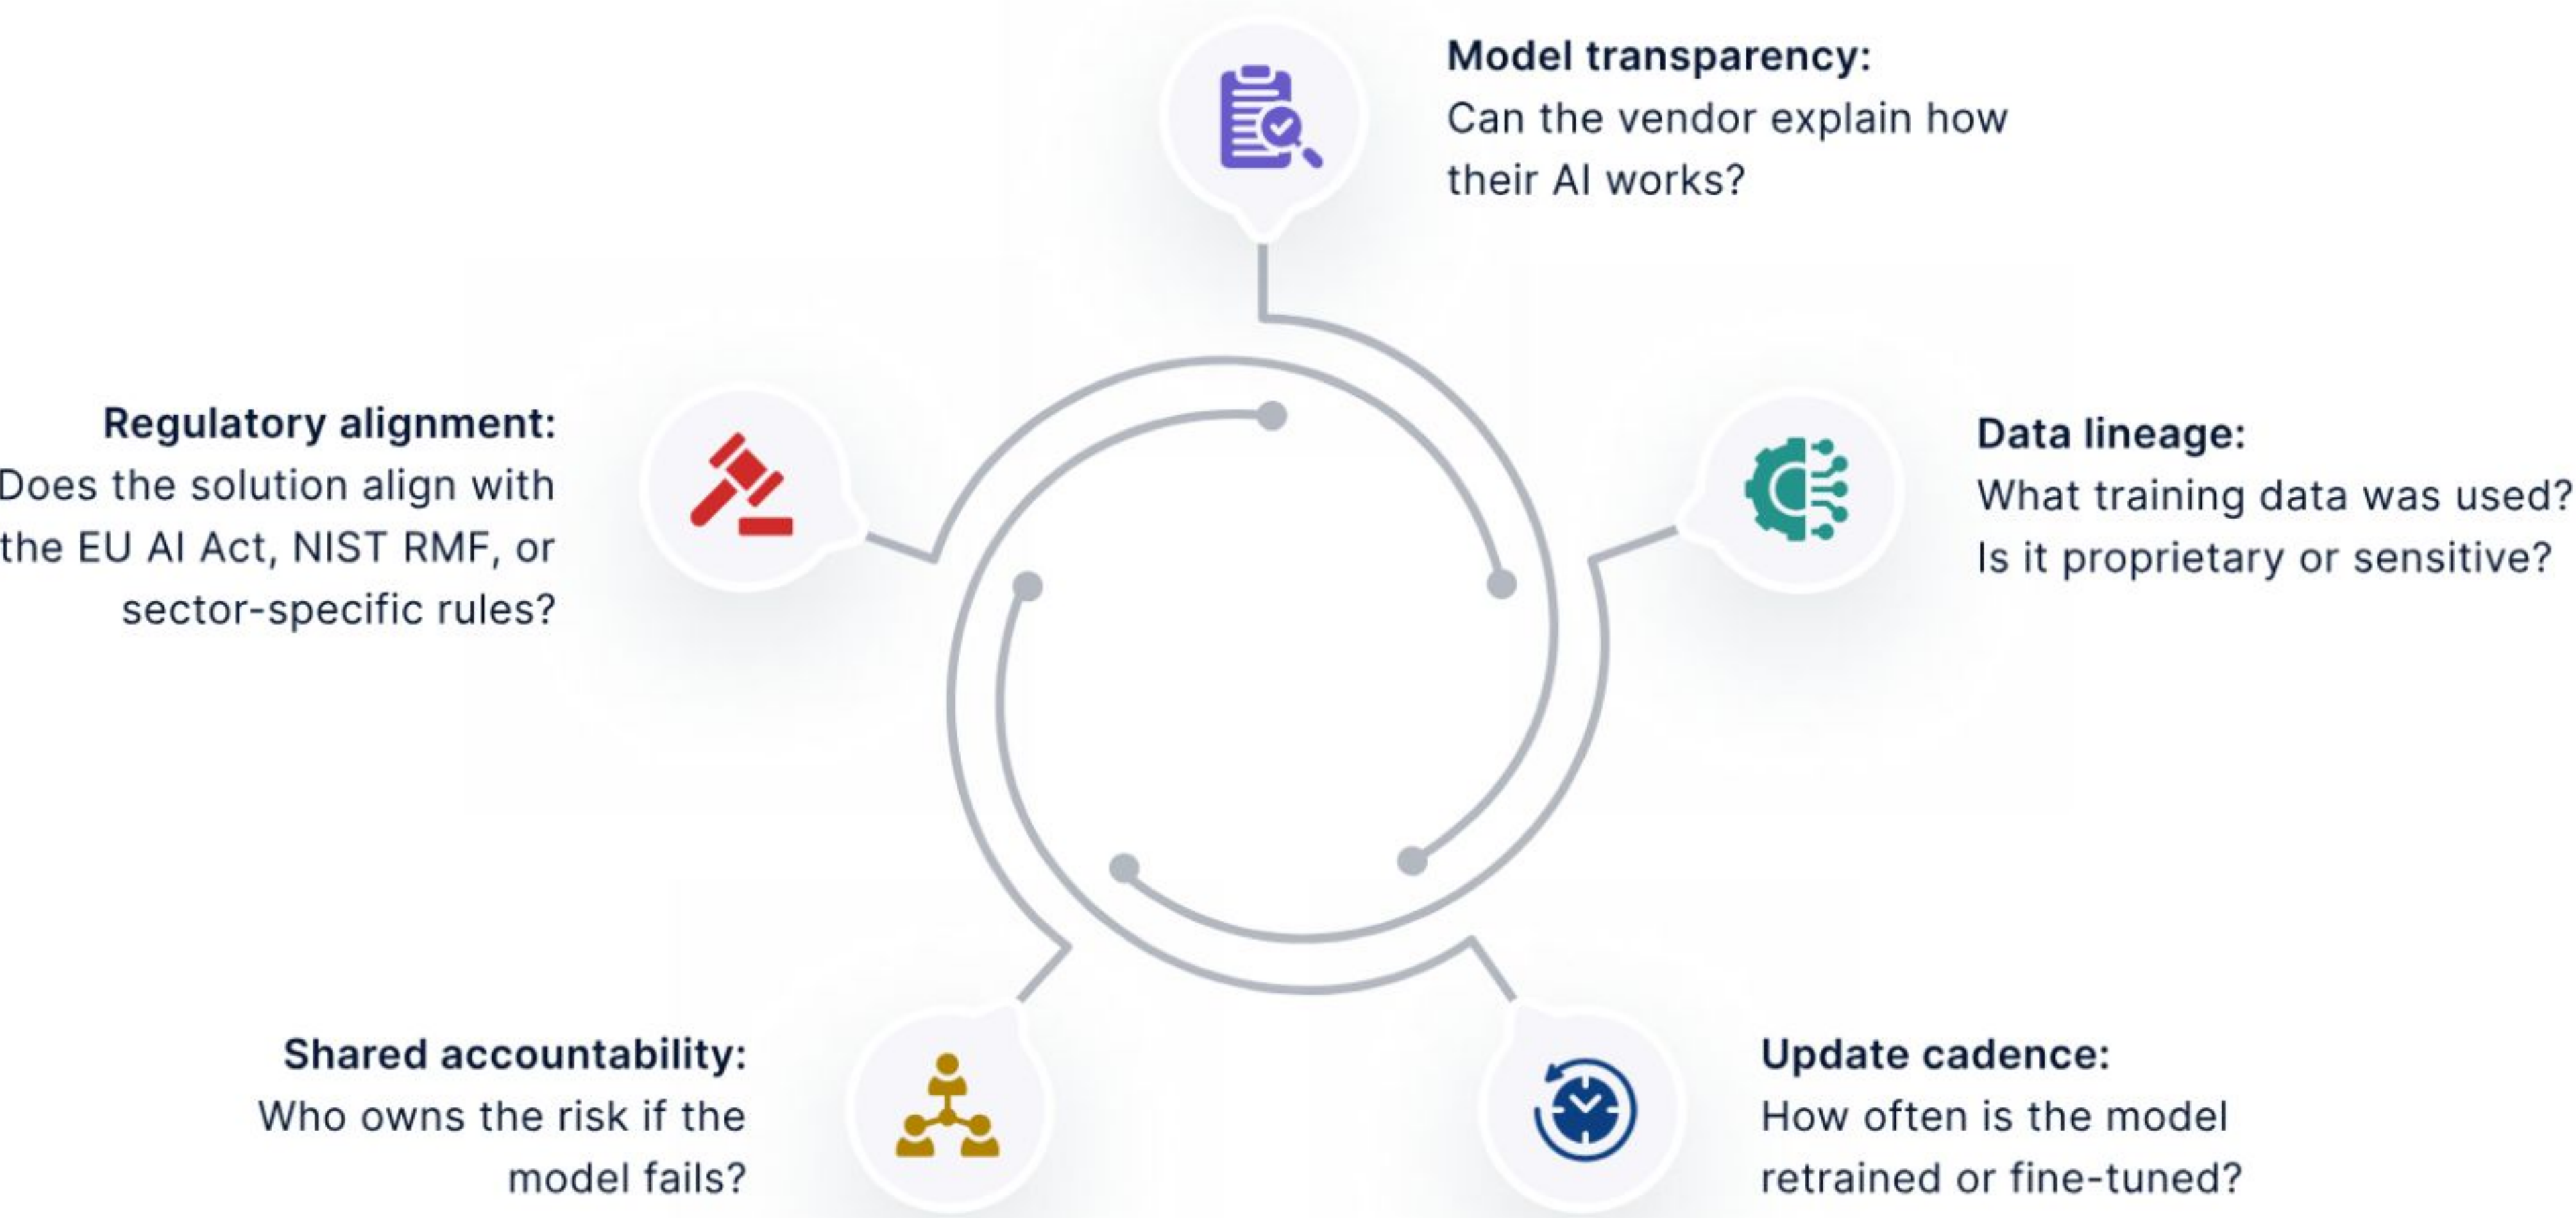 Model transparency:
Can the vendor explain how
their AI works?
Regulatory alignment:
Does the solution align with
the EU AI Act, NIST RMF, or
sector-specific rules?
Data lineage:
What training data was used?
Is it proprietary or sensitive?
Shared accountability:
Who owns the risk if the
model fails?
Update cadence:
How often is the model
retrained or fine-tuned?